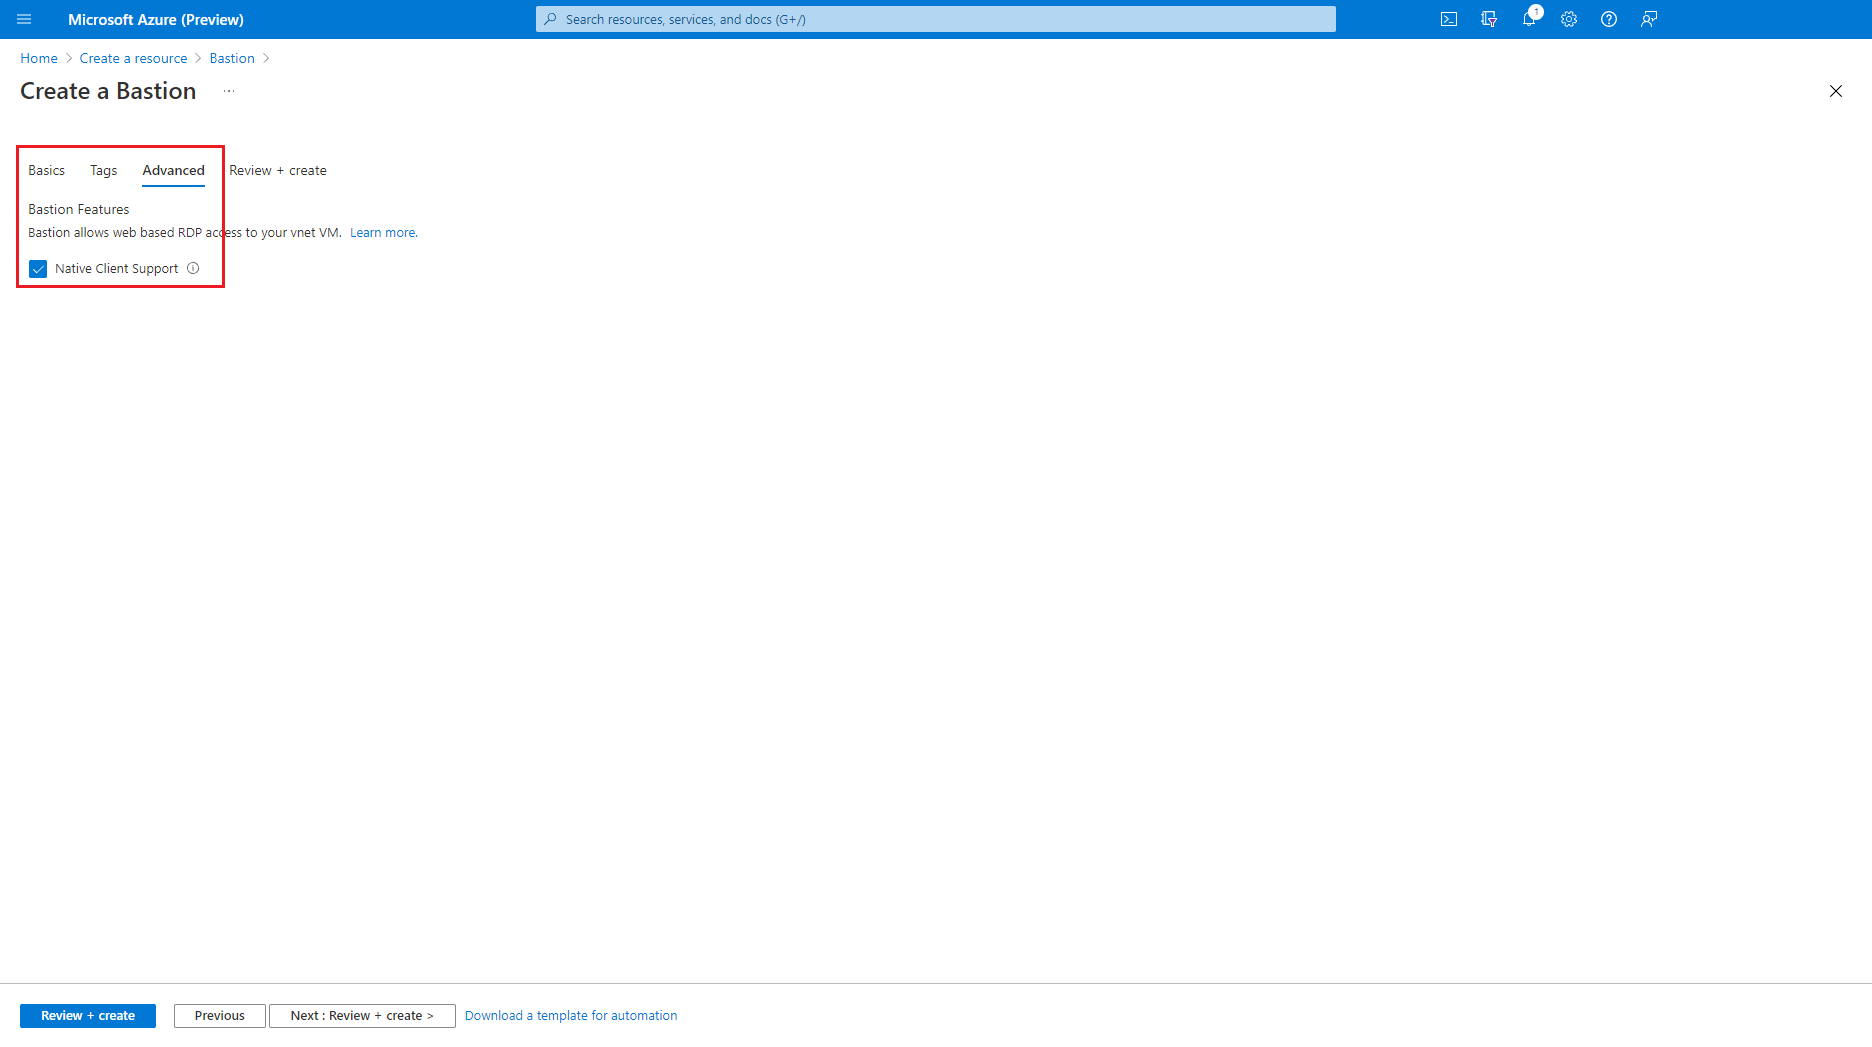 Microsoft Azure (Preview)
Search resources, services, and docs (G+/)
1
Home > Create a resource > Bastion >
Create a Bastion ...
Basics Tags Advanced Review + create
Bastion Features
Bastion allows web based RDP access to your vnet VM. Learn more.
Native Client Support
Review + create Previous Next : Review + create > Download a template for automation